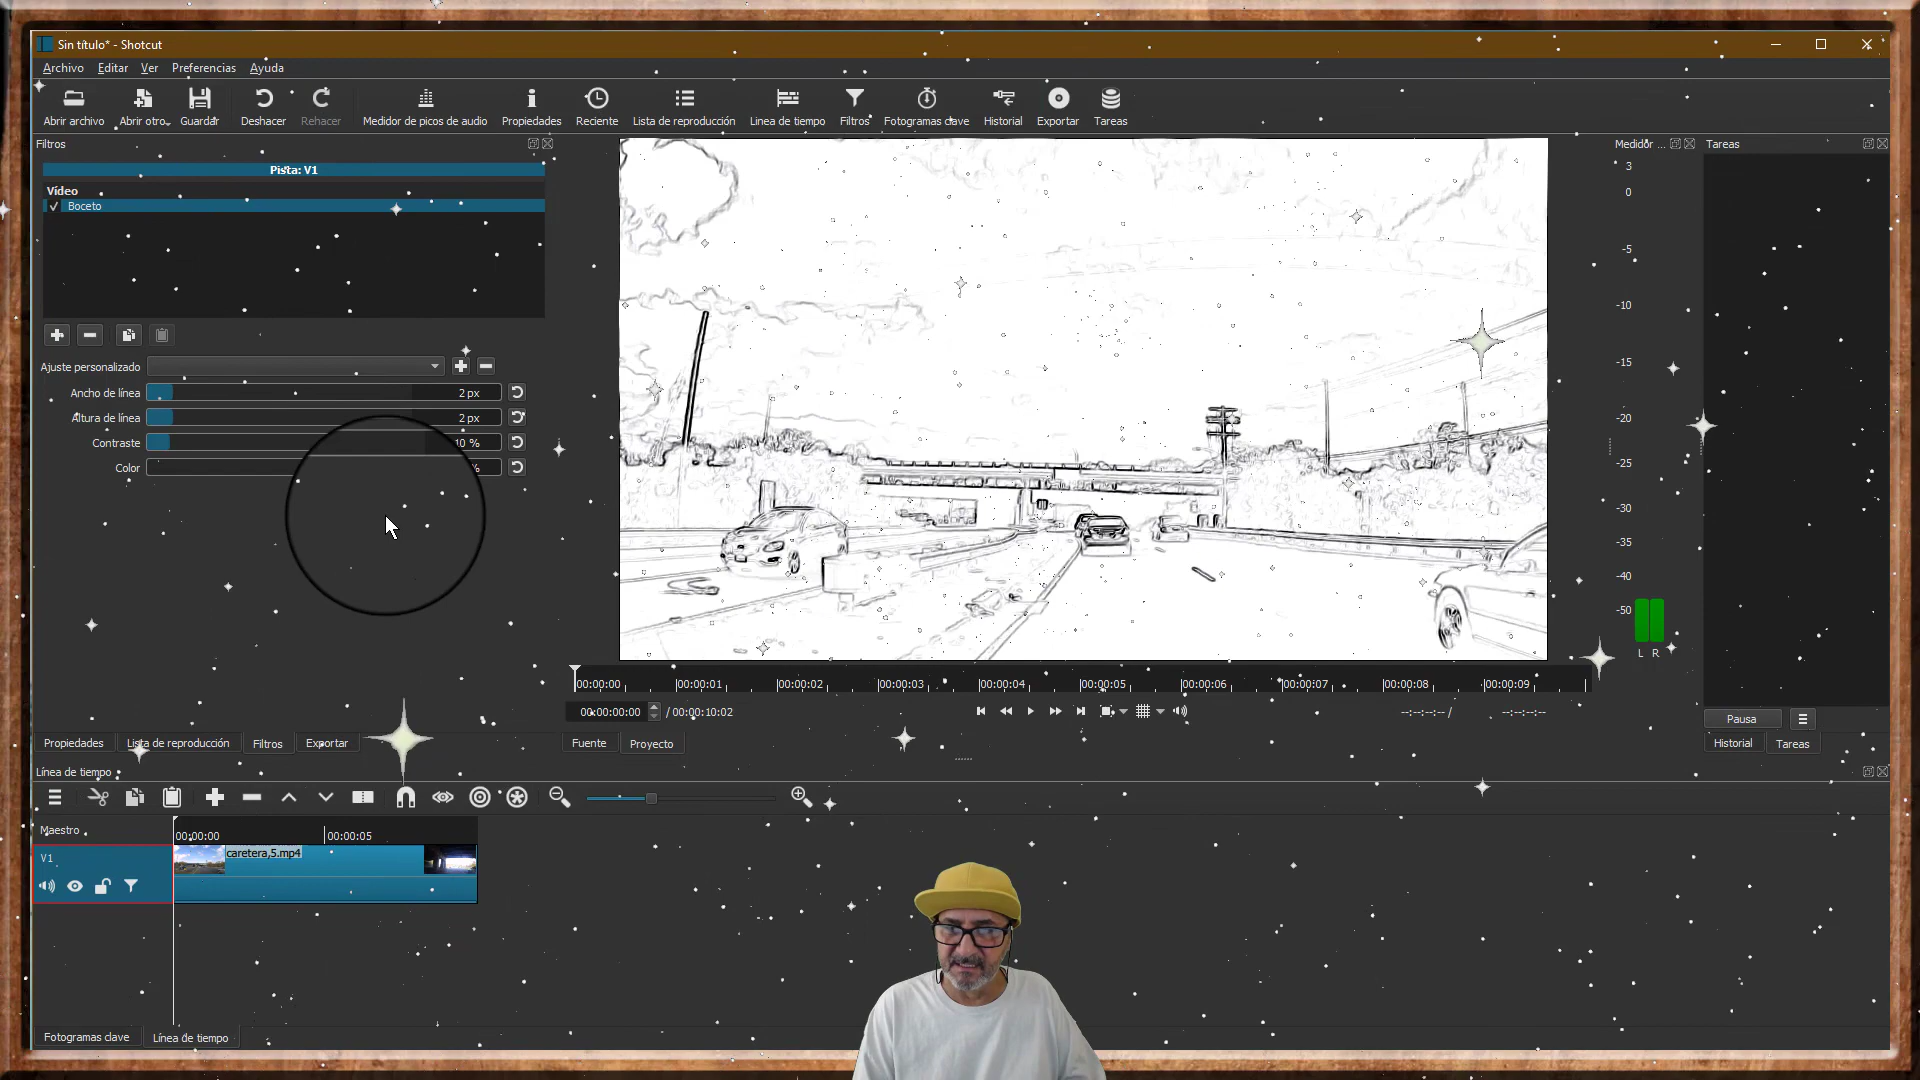 Sin título* - Shotcut
Archivo Editar Ver Preferencias Ayuda
Abrir archivo Abrir otro Guardar Deshacer Rehacer Medidor de picos de audio Propiedades Reciente Lista de reproducción Linea de tiempo Filtros Fotogramas clave Historial Exportar Tareas
Filtros
Pista: V1
Vídeo
Boceto
Ajuste personalizado
Ancho de línea 2 px
Altura de línea 2 px
Contraste 10 %
Color %
Propiedades Lista de reproducción Filtros Exportar
00:00:00 00:00:01 00:00:02 00:00:03 00:00:04 00:00:05 00:00:06 00:00:07 00:00:08 00:00:09
00:00:00:00 / 00:00:10:02
--:--:--:-- / --:--:--:--
Fuente Proyecto
Medidor ...
3
0
-5
-10
-15
-20
-25
-30
-35
-40
-50
L R
Tareas
Pausa
Historial Tareas
Línea de tiempo
Maestro
00:00:00 00:00:05
V1
caretera,5.mp4
Fotogramas clave Línea de tiempo